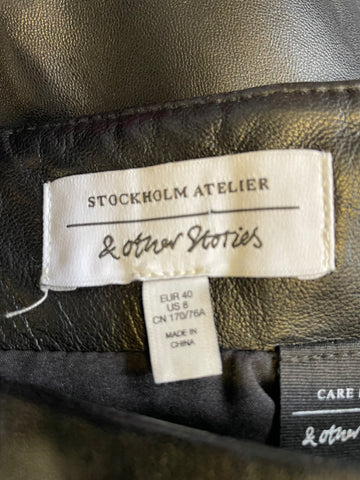 STOCKHOLM ATELIER
& other Stories
EUR 40
US 8
CN 170/76A
MADE IN
CHINA
CARE
& other